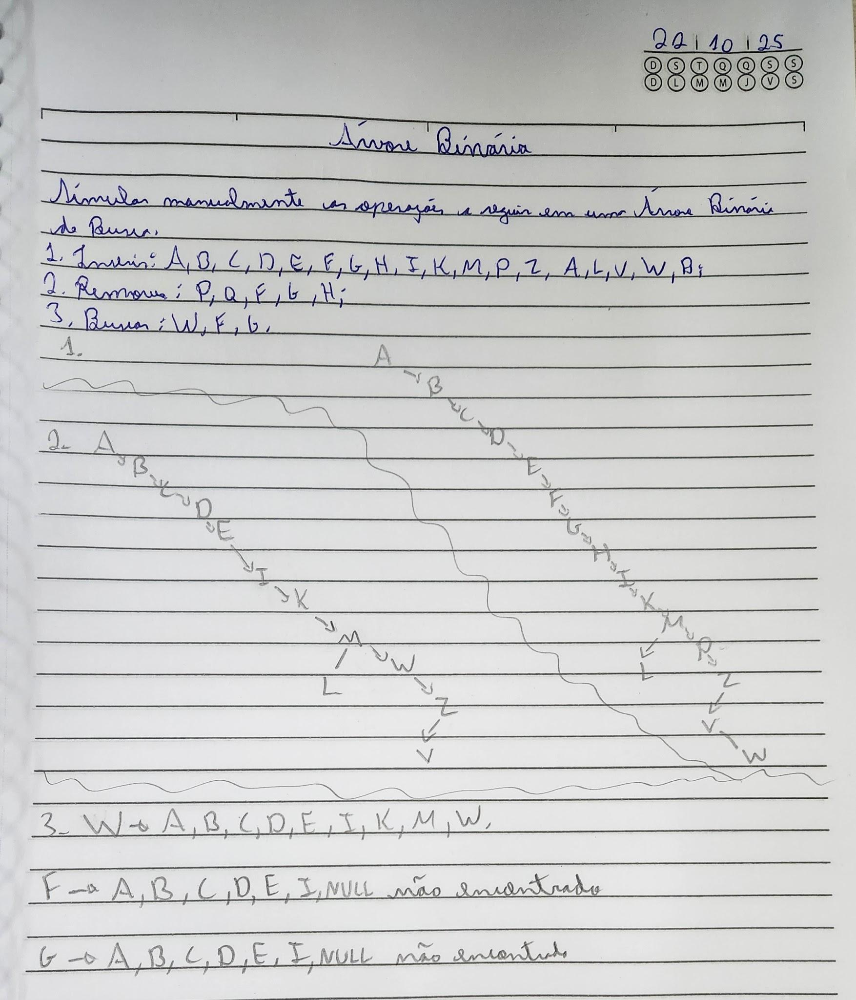 22 | 10 | 25
D S T Q Q S S
D L M M J V S
Árvore Binária
Simular manualmente as operações a seguir em uma Árvore Binária
de Busca.
1. Inserir: A, B, C, D, E, F, G, H, I, K, M, P, Z, A, L, V, W, B;
2. Remover: P, Q, F, G, H;
3. Buscar: W, F, G.
1.
A
B
C
D
E
F
G
H
I
K
M
L P
Z
V
W
2- A
B
C
D
E
I
K
M
L W
Z
V
3- W → A, B, C, D, E, I, K, M, W.
F → A, B, C, D, E, I, NULL não encontrado
G → A, B, C, D, E, I, NULL não encontrado